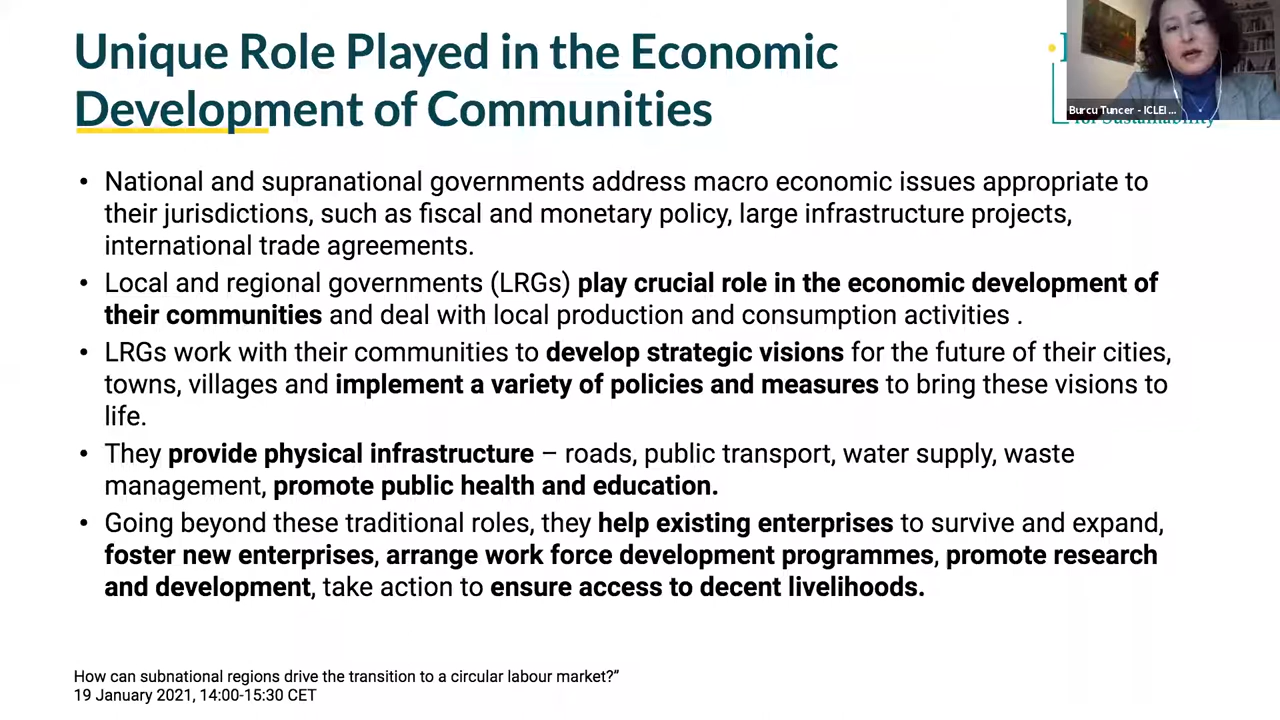 Unique Role Played in the Economic
Development of Communities
Burcu Tuncer - ICLEI ...
for Sustainability
• National and supranational governments address macro economic issues appropriate to
their jurisdictions, such as fiscal and monetary policy, large infrastructure projects,
international trade agreements.
• Local and regional governments (LRGs) play crucial role in the economic development of
their communities and deal with local production and consumption activities .
• LRGs work with their communities to develop strategic visions for the future of their cities,
towns, villages and implement a variety of policies and measures to bring these visions to
life.
• They provide physical infrastructure – roads, public transport, water supply, waste
management, promote public health and education.
• Going beyond these traditional roles, they help existing enterprises to survive and expand,
foster new enterprises, arrange work force development programmes, promote research
and development, take action to ensure access to decent livelihoods.
How can subnational regions drive the transition to a circular labour market?”
19 January 2021, 14:00-15:30 CET